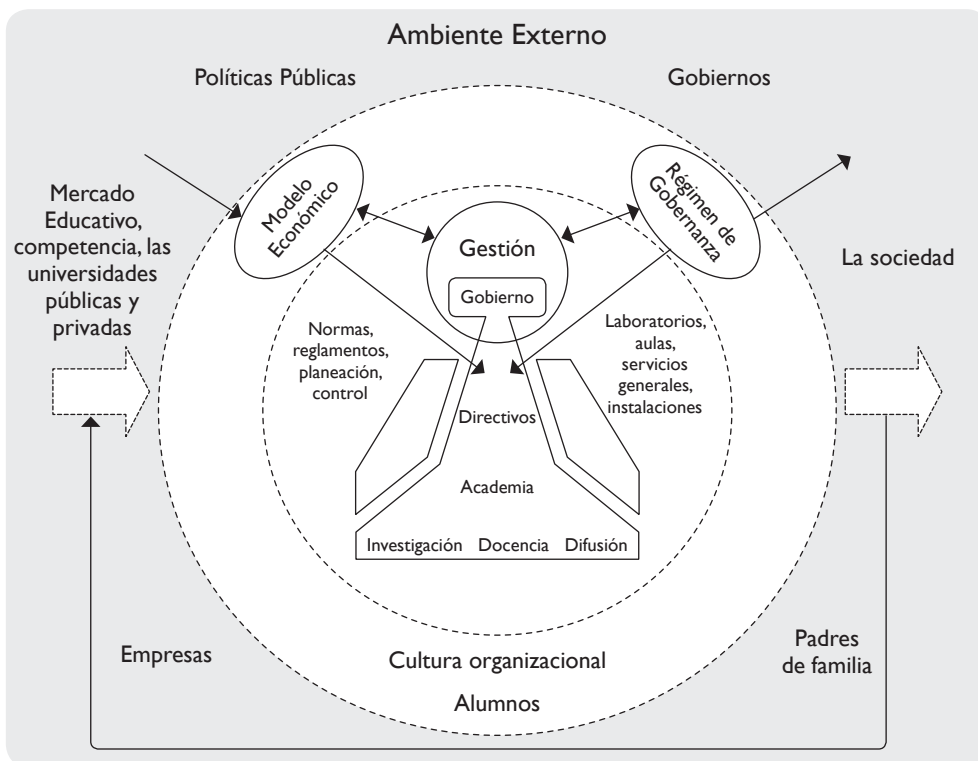 Ambiente Externo
Políticas Públicas
Gobiernos
Mercado
Educativo,
competencia, las
universidades
públicas y
privadas
Modelo
Económico
Régimen de
Gobernanza
Gestión
Gobierno
La sociedad
Normas,
reglamentos,
planeación,
control
Laboratorios,
aulas,
servicios
generales,
instalaciones
Directivos
Academia
Investigación Docencia Difusión
Empresas
Cultura organizacional
Alumnos
Padres
de familia